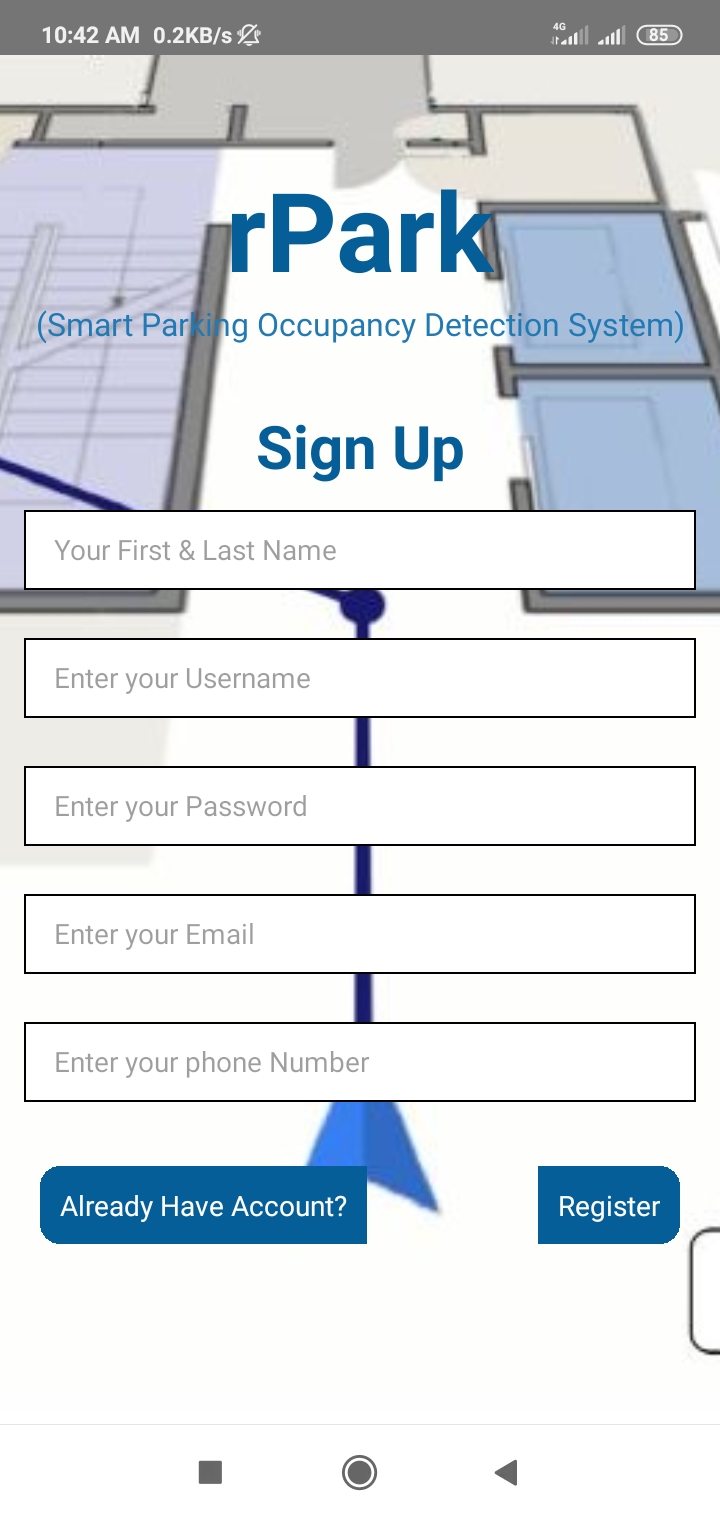 10:42 AM 0.2KB/s 4G 85
rPark
(Smart Parking Occupancy Detection System)
Sign Up
Your First & Last Name
Enter your Username
Enter your Password
Enter your Email
Enter your phone Number
Already Have Account? Register